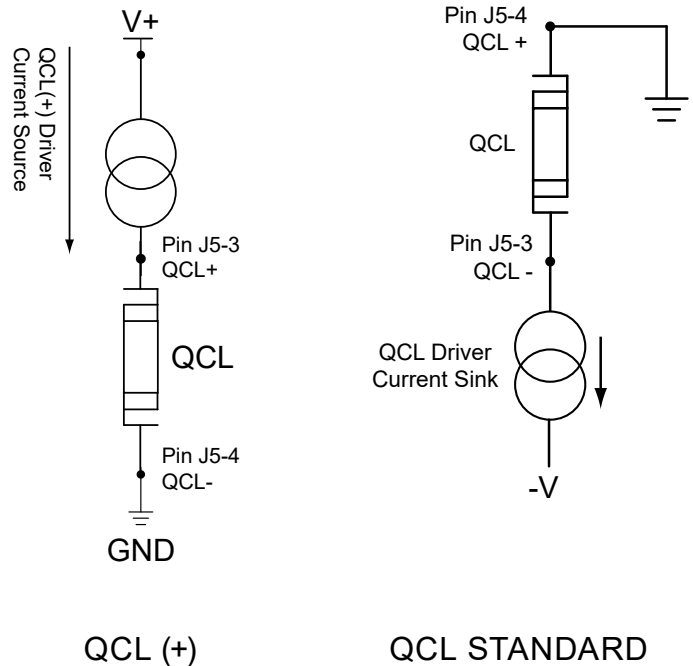 V+
QCL(+) Driver
Current Source
Pin J5-3
QCL+
QCL
Pin J5-4
QCL-
GND
QCL (+)
Pin J5-4
QCL +
QCL
Pin J5-3
QCL -
QCL Driver
Current Sink
-V
QCL STANDARD